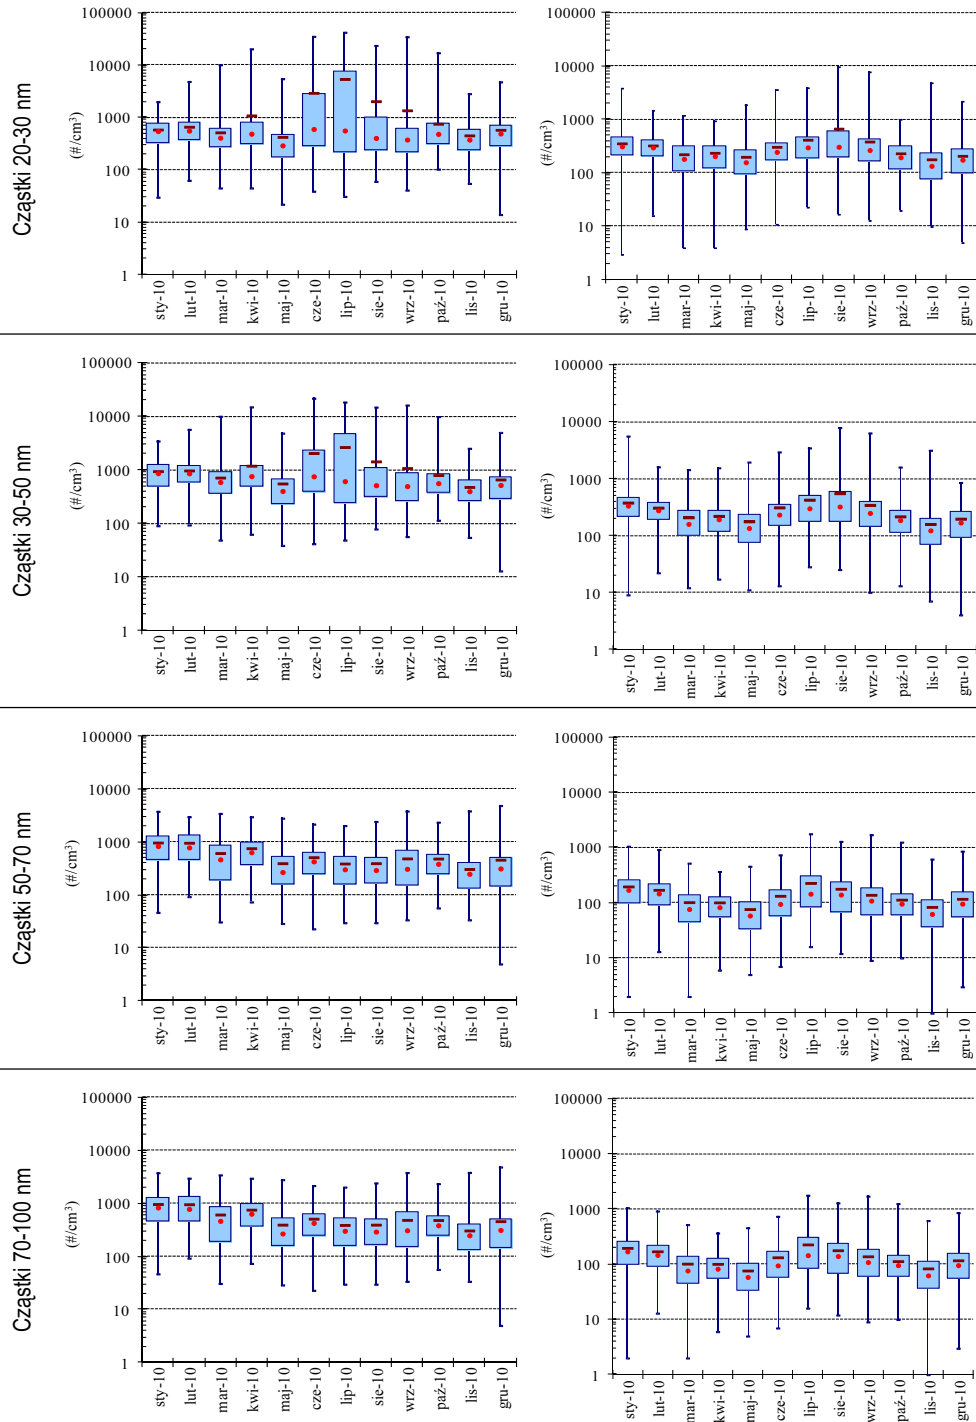 Cząstki 20-30 nm
(#/cm³)
100000
10000
1000
100
10
1
sty-10
lut-10
mar-10
kwi-10
maj-10
cze-10
lip-10
sie-10
wrz-10
paź-10
lis-10
gru-10
(#/cm³)
100000
10000
1000
100
10
1
sty-10
lut-10
mar-10
kwi-10
maj-10
cze-10
lip-10
sie-10
wrz-10
paź-10
lis-10
gru-10
Cząstki 30-50 nm
(#/cm³)
100000
10000
1000
100
10
1
sty-10
lut-10
mar-10
kwi-10
maj-10
cze-10
lip-10
sie-10
wrz-10
paź-10
lis-10
gru-10
(#/cm³)
100000
10000
1000
100
10
1
sty-10
lut-10
mar-10
kwi-10
maj-10
cze-10
lip-10
sie-10
wrz-10
paź-10
lis-10
gru-10
Cząstki 50-70 nm
(#/cm³)
100000
10000
1000
100
10
1
sty-10
lut-10
mar-10
kwi-10
maj-10
cze-10
lip-10
sie-10
wrz-10
paź-10
lis-10
gru-10
(#/cm³)
100000
10000
1000
100
10
1
sty-10
lut-10
mar-10
kwi-10
maj-10
cze-10
lip-10
sie-10
wrz-10
paź-10
lis-10
gru-10
Cząstki 70-100 nm
(#/cm³)
100000
10000
1000
100
10
1
sty-10
lut-10
mar-10
kwi-10
maj-10
cze-10
lip-10
sie-10
wrz-10
paź-10
lis-10
gru-10
(#/cm³)
100000
10000
1000
100
10
1
sty-10
lut-10
mar-10
kwi-10
maj-10
cze-10
lip-10
sie-10
wrz-10
paź-10
lis-10
gru-10